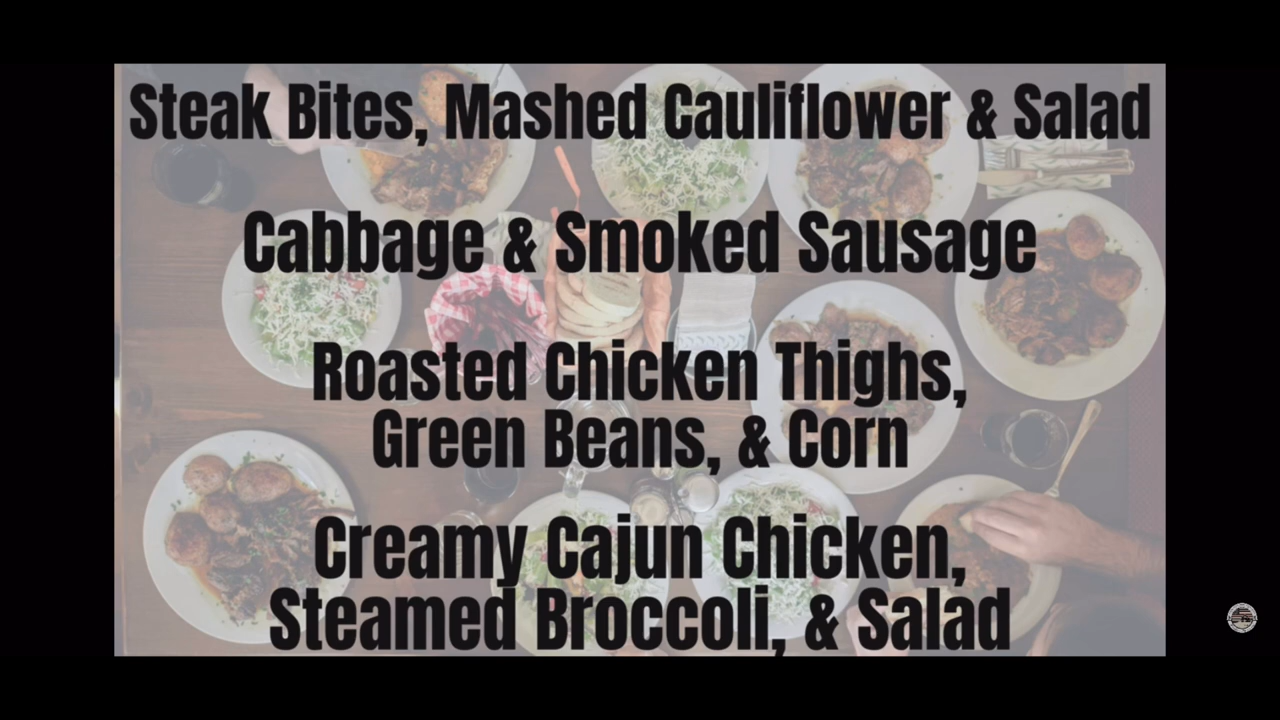 Steak Bites, Mashed Cauliflower & Salad
Cabbage & Smoked Sausage
Roasted Chicken Thighs,
Green Beans, & Corn
Creamy Cajun Chicken,
Steamed Broccoli, & Salad